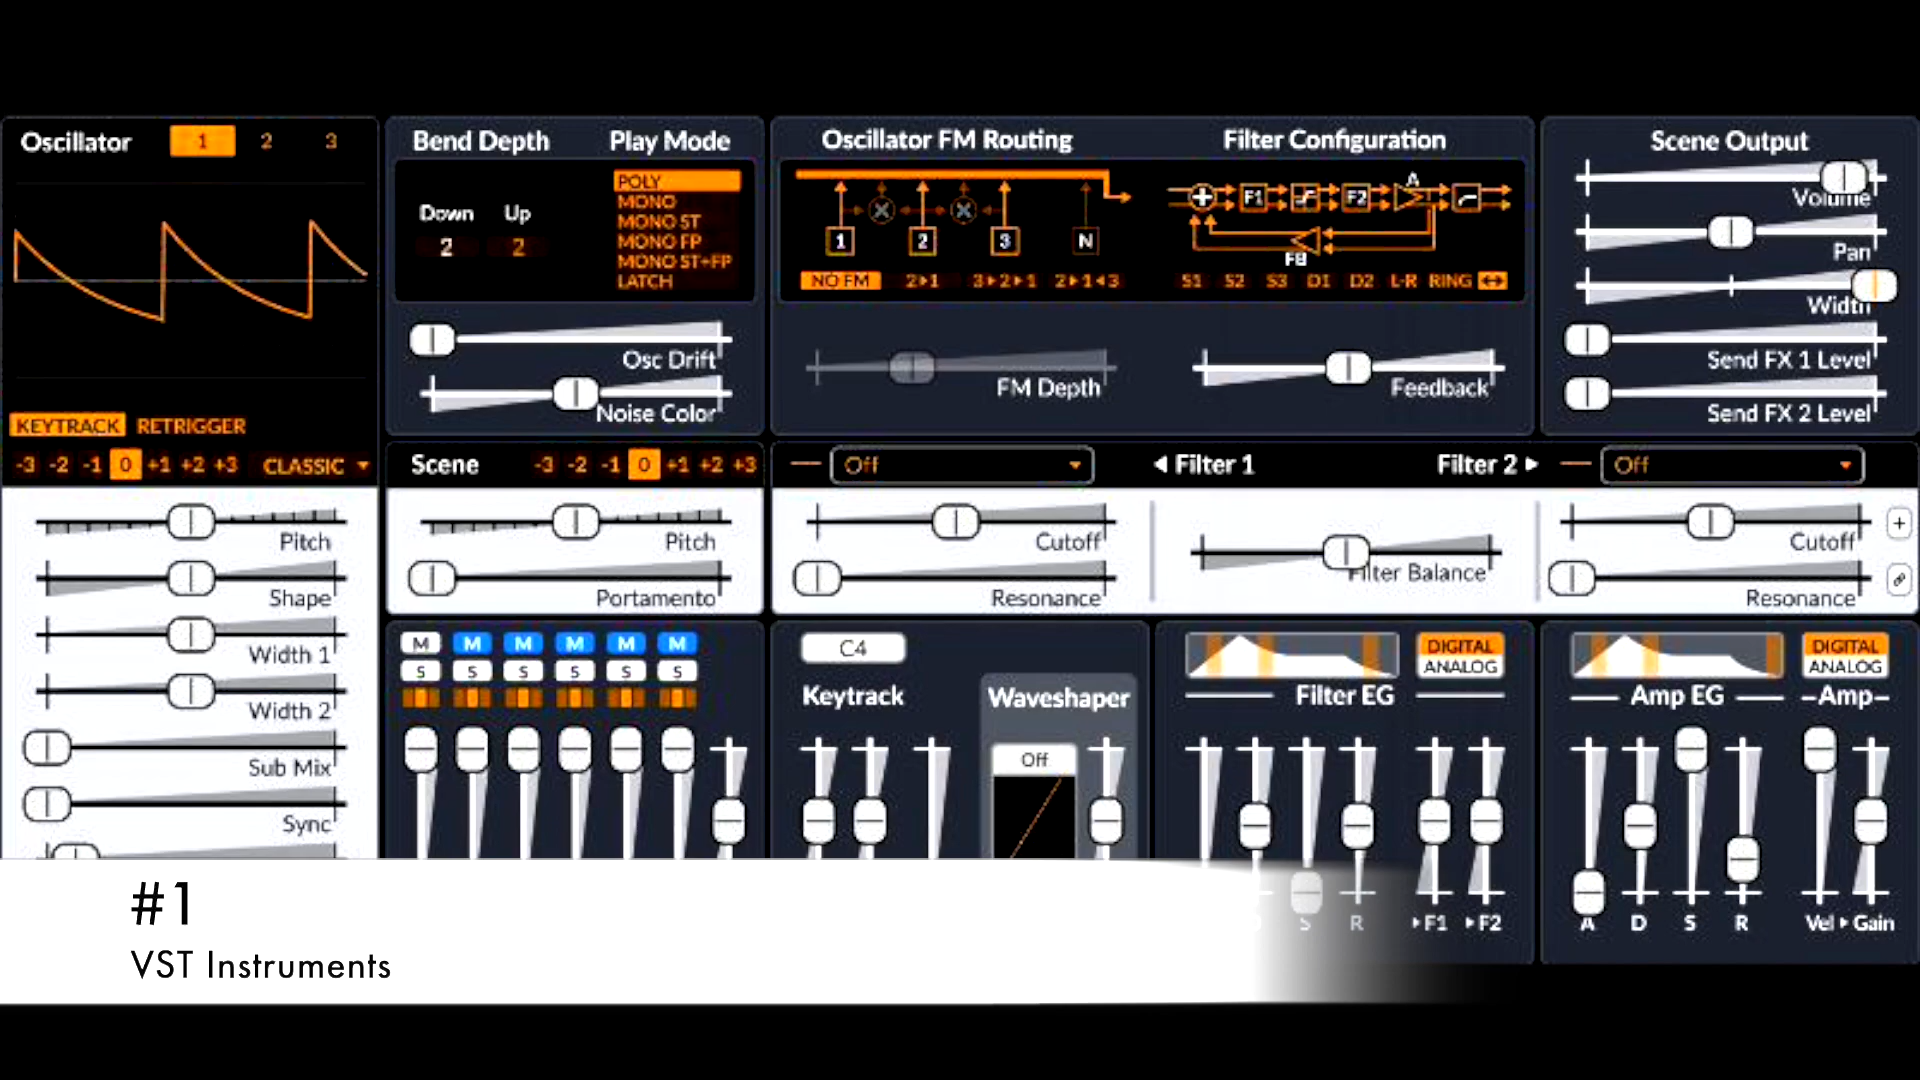 Oscillator 1 2 3
KEYTRACK RETRIGGER
-3 -2 -1 0 +1 +2 +3 CLASSIC
Pitch
Shape
Width 1
Width 2
Sub Mix
Sync
Bend Depth Play Mode
Down Up
2 2
POLY
MONO
MONO ST
MONO FP
MONO ST+FP
LATCH
Osc Drift
Noise Color
Scene -3 -2 -1 0 +1 +2 +3
Pitch
Portamento
M M M M M M
S S S S S S
Oscillator FM Routing
1 2 3 N
NO FM 2▸1 3▸2▸1 2▸1◂3
FM Depth
Filter Configuration
A
F1 F2
FB
S1 S2 S3 D1 D2 L-R RING
Feedback
Off Filter 1
Cutoff
Resonance
Filter Balance
Filter 2 Off
Cutoff
Resonance
Scene Output
Volume
Pan
Width
Send FX 1 Level
Send FX 2 Level
C4
Keytrack
Waveshaper
Off
DIGITAL
ANALOG
Filter EG
S R ▸F1 ▸F2
DIGITAL
ANALOG
Amp EG Amp
A D S R Vel▸Gain
#1
VST Instruments